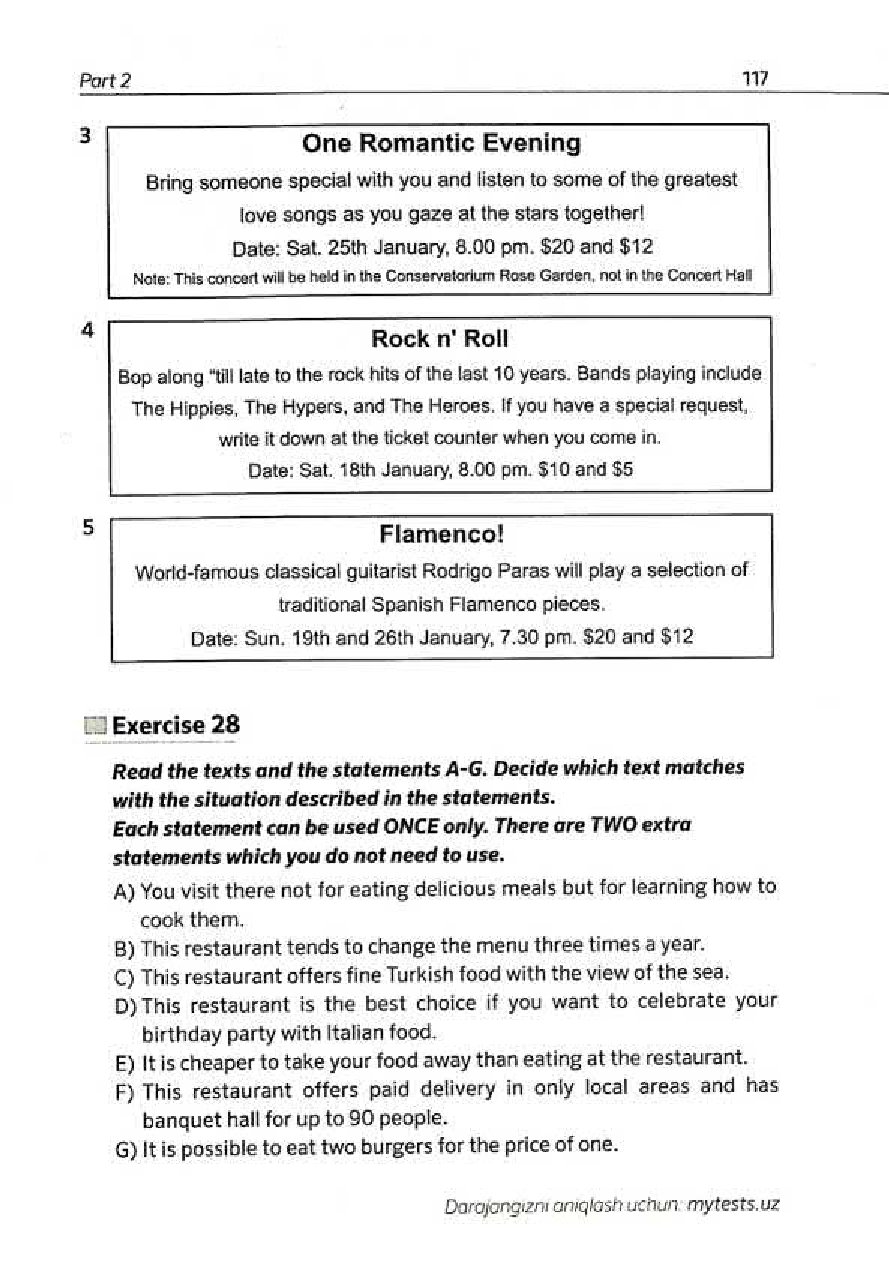 Part 2
117
3
One Romantic Evening
Bring someone special with you and listen to some of the greatest
love songs as you gaze at the stars together!
Date: Sat. 25th January, 8.00 pm. $20 and $12
Note: This concert will be held in the Conservatorium Rose Garden, not in the Concert Hall
4
Rock n' Roll
Bop along "till late to the rock hits of the last 10 years. Bands playing include
The Hippies, The Hypers, and The Heroes. If you have a special request,
write it down at the ticket counter when you come in.
Date: Sat. 18th January, 8.00 pm. $10 and $5
5
Flamenco!
World-famous classical guitarist Rodrigo Paras will play a selection of
traditional Spanish Flamenco pieces.
Date: Sun. 19th and 26th January, 7.30 pm. $20 and $12
Exercise 28
Read the texts and the statements A-G. Decide which text matches
with the situation described in the statements.
Each statement can be used ONCE only. There are TWO extra
statements which you do not need to use.
A) You visit there not for eating delicious meals but for learning how to
cook them.
B) This restaurant tends to change the menu three times a year.
C) This restaurant offers fine Turkish food with the view of the sea.
D) This restaurant is the best choice if you want to celebrate your
birthday party with Italian food.
E) It is cheaper to take your food away than eating at the restaurant.
F) This restaurant offers paid delivery in only local areas and has
banquet hall for up to 90 people.
G) It is possible to eat two burgers for the price of one.
Darajangizni aniqlash uchun: mytests.uz